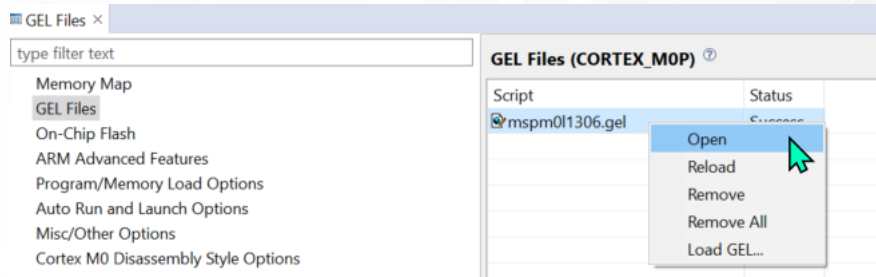 GEL Files
type filter text
Memory Map
GEL Files
On-Chip Flash
ARM Advanced Features
Program/Memory Load Options
Auto Run and Launch Options
Misc/Other Options
Cortex M0 Disassembly Style Options
GEL Files (CORTEX_M0P) ?
Script Status
mspm0l1306.gel Success
Open
Reload
Remove
Remove All
Load GEL...